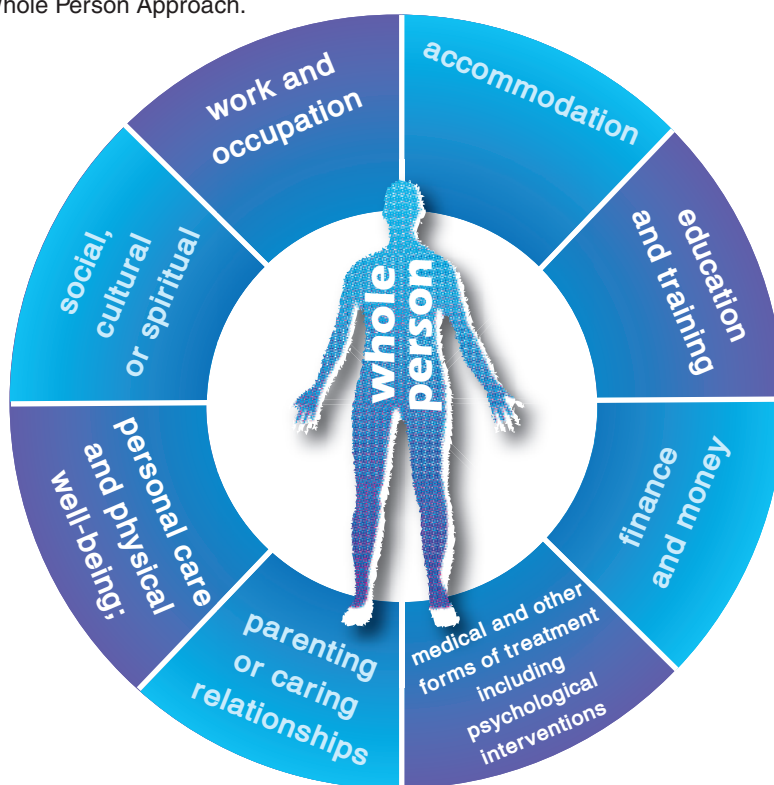 Whole Person Approach.
accommodation
education
and training
finance
and money
medical and other
forms of treatment
including
psychological
interventions
parenting
or caring
relationships
personal care
and physical
well-being;
social,
cultural
or spiritual
work and
occupation
whole
person